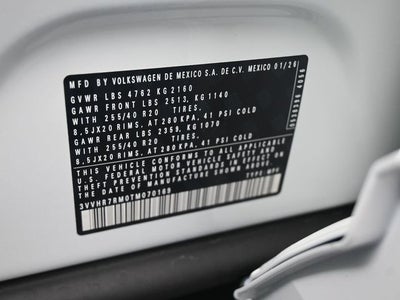 MFD BY VOLKSWAGEN DE MEXICO S.A. DE C.V. MEXICO 01/26
GVWR LBS 4762 KG 2160
GAWR FRONT LBS 2513, KG 1140
WITH 255/40 R20 TIRES,
8,5JX20 RIMS, AT 280 KPA, 41 PSI COLD
GAWR REAR LBS 2359, KG 1070
WITH 255/40 R20 TIRES,
8,5JX20 RIMS, AT 280 KPA, 41 PSI COLD
THIS VEHICLE CONFORMS TO ALL APPLICABLE
U.S. FEDERAL MOTOR VEHICLE SAFETY AND
THEFT PREVENTION STANDARDS IN EFFECT ON
THE DATE OF MANUFACTURE SHOWN ABOVE.
TYPE: MPV